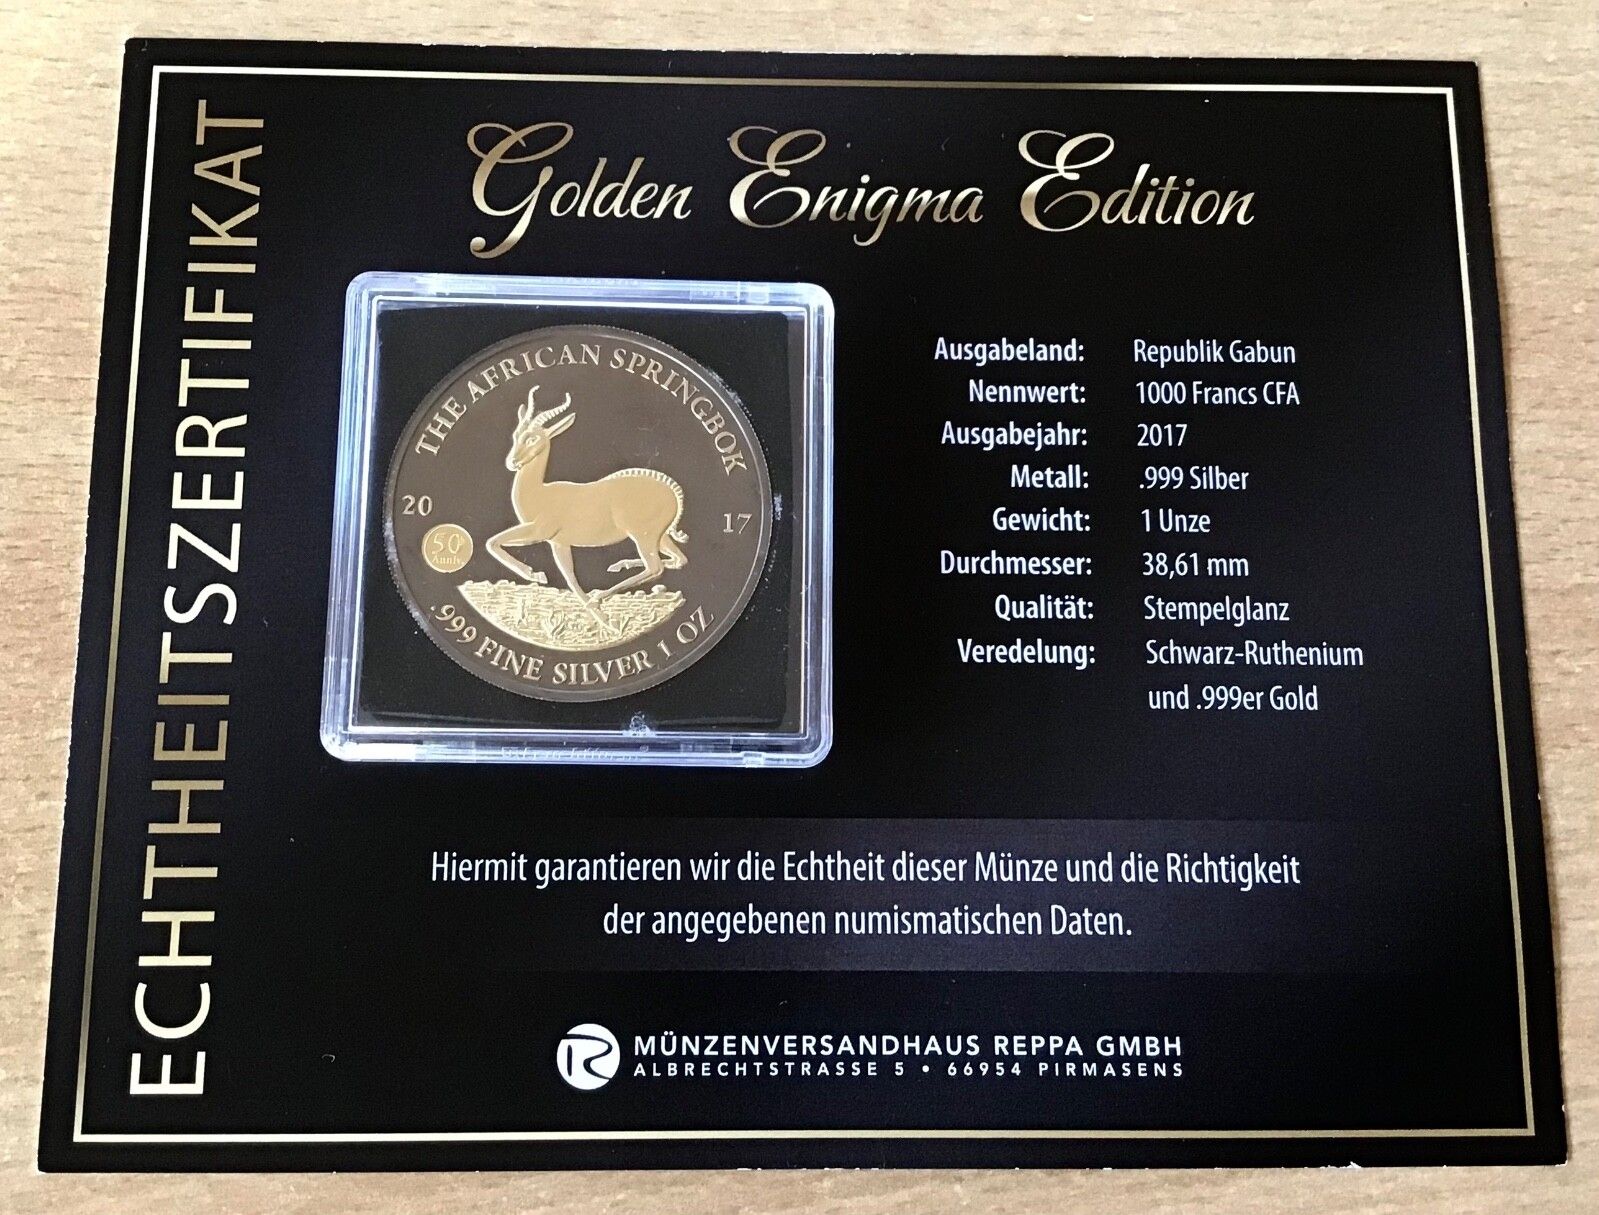 ECHTHEITSZERTIFIKAT
Golden Enigma Edition
THE AFRICAN SPRINGBOK
20 17
50
Anniv.
.999 FINE SILVER 1 OZ
Ausgabeland: Republik Gabun
Nennwert: 1000 Francs CFA
Ausgabejahr: 2017
Metall: .999 Silber
Gewicht: 1 Unze
Durchmesser: 38,61 mm
Qualität: Stempelglanz
Veredelung: Schwarz-Ruthenium
und .999er Gold
Hiermit garantieren wir die Echtheit dieser Münze und die Richtigkeit
der angegebenen numismatischen Daten.
R MÜNZENVERSANDHAUS REPPA GMBH
ALBRECHTSTRASSE 5 • 66954 PIRMASENS